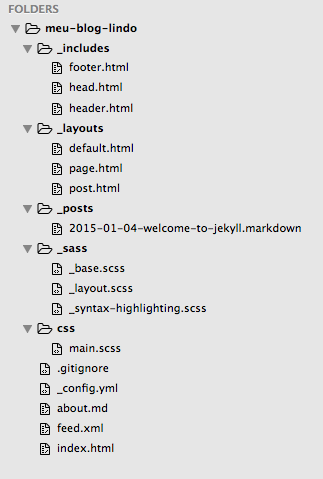 FOLDERS
meu-blog-lindo
_includes
footer.html
head.html
header.html
_layouts
default.html
page.html
post.html
_posts
2015-01-04-welcome-to-jekyll.markdown
_sass
_base.scss
_layout.scss
_syntax-highlighting.scss
css
main.scss
.gitignore
_config.yml
about.md
feed.xml
index.html